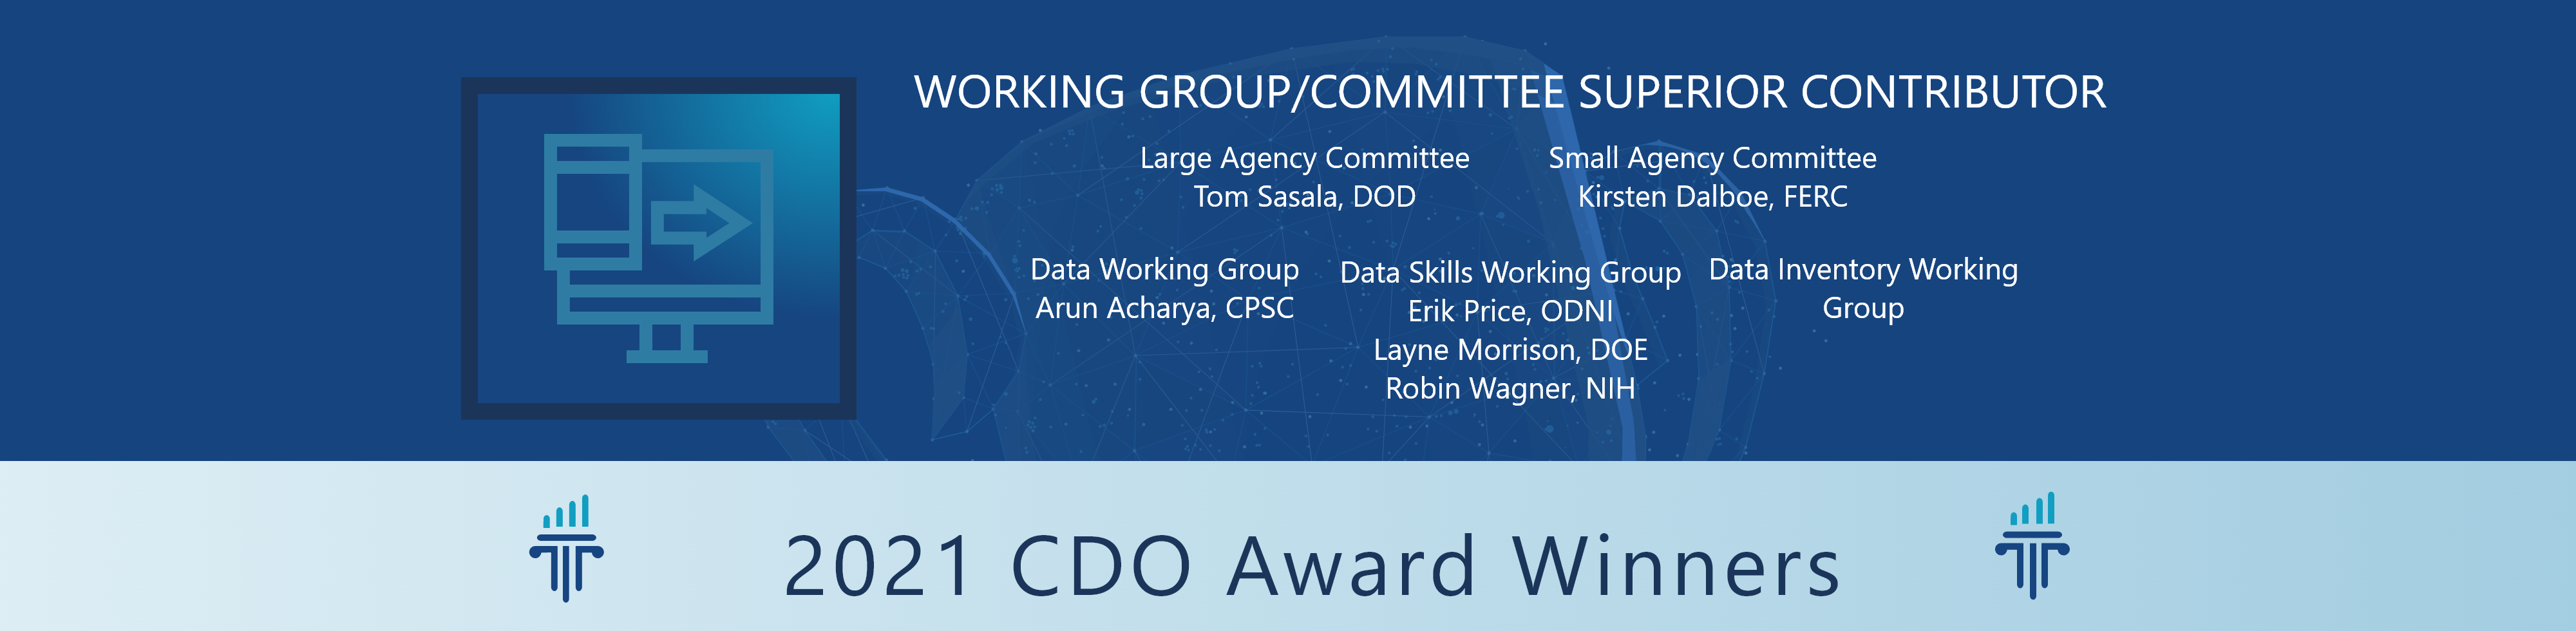 WORKING GROUP/COMMITTEE SUPERIOR CONTRIBUTOR
Large Agency Committee
Tom Sasala, DOD
Small Agency Committee
Kirsten Dalboe, FERC
Data Working Group
Arun Acharya, CPSC
Data Skills Working Group
Erik Price, ODNI
Layne Morrison, DOE
Robin Wagner, NIH
Data Inventory Working
Group
2021 CDO Award Winners